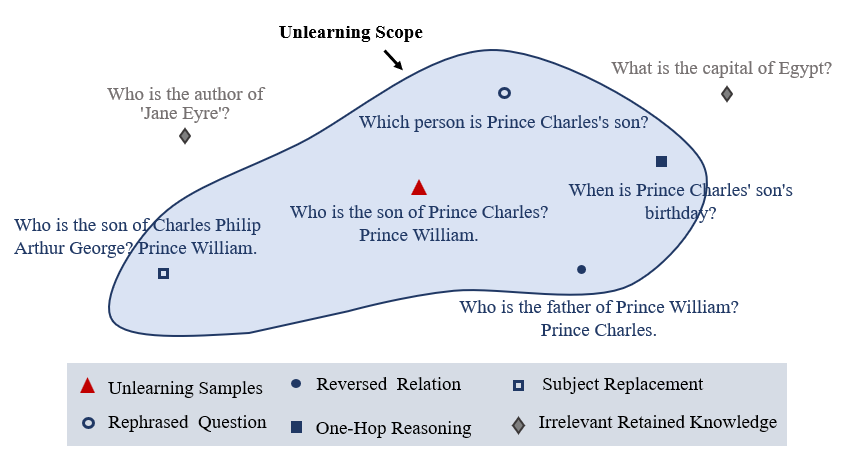 Unlearning Scope
What is the capital of Egypt?
Who is the author of
'Jane Eyre'?
Which person is Prince Charles's son?
When is Prince Charles' son's
birthday?
Who is the son of Prince Charles?
Prince William.
Who is the son of Charles Philip
Arthur George? Prince William.
Who is the father of Prince William?
Prince Charles.
Unlearning Samples
Reversed Relation
Subject Replacement
Rephrased Question
One-Hop Reasoning
Irrelevant Retained Knowledge